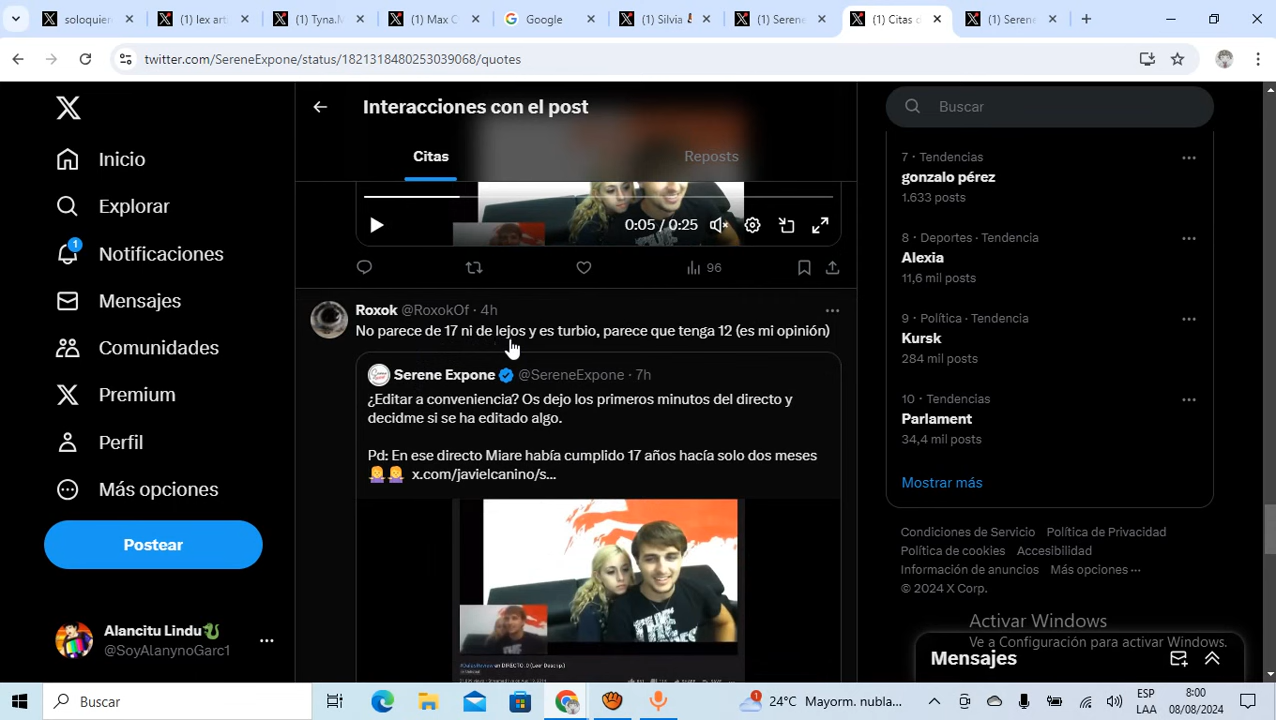 soloquier
(1) lex art
(1) Tyna.M
(1) Max C
Google
(1) Silvia
(1) Serene
(1) Citas d
(1) Serene
twitter.com/SereneExpone/status/1821318480253039068/quotes
Inicio
Explorar
1
Notificaciones
Mensajes
Comunidades
Premium
Perfil
Más opciones
Postear
Alancitu Lindu
@SoyAlanynoGarc1
Interacciones con el post
Citas
Reposts
0:05 / 0:25
96
Roxok @RoxokOf · 4h
No parece de 17 ni de lejos y es turbio, parece que tenga 12 (es mi opinión)
Serene Expone @SereneExpone · 7h
¿Editar a conveniencia? Os dejo los primeros minutos del directo y
decidme si se ha editado algo.
Pd: En ese directo Miare había cumplido 17 años hacía solo dos meses
x.com/javielcanino/s...
Buscar
7 · Tendencias
gonzalo pérez
1.633 posts
8 · Deportes · Tendencia
Alexia
11,6 mil posts
9 · Política · Tendencia
Kursk
284 mil posts
10 · Tendencias
Parlament
34,4 mil posts
Mostrar más
Condiciones de Servicio Política de Privacidad
Política de cookies Accesibilidad
Información de anuncios Más opciones ···
© 2024 X Corp.
Activar Windows
Ve a Configuración para activar Windows.
Mensajes
Buscar
1
24°C Mayorm. nubla...
ESP
LAA
8:00
08/08/2024